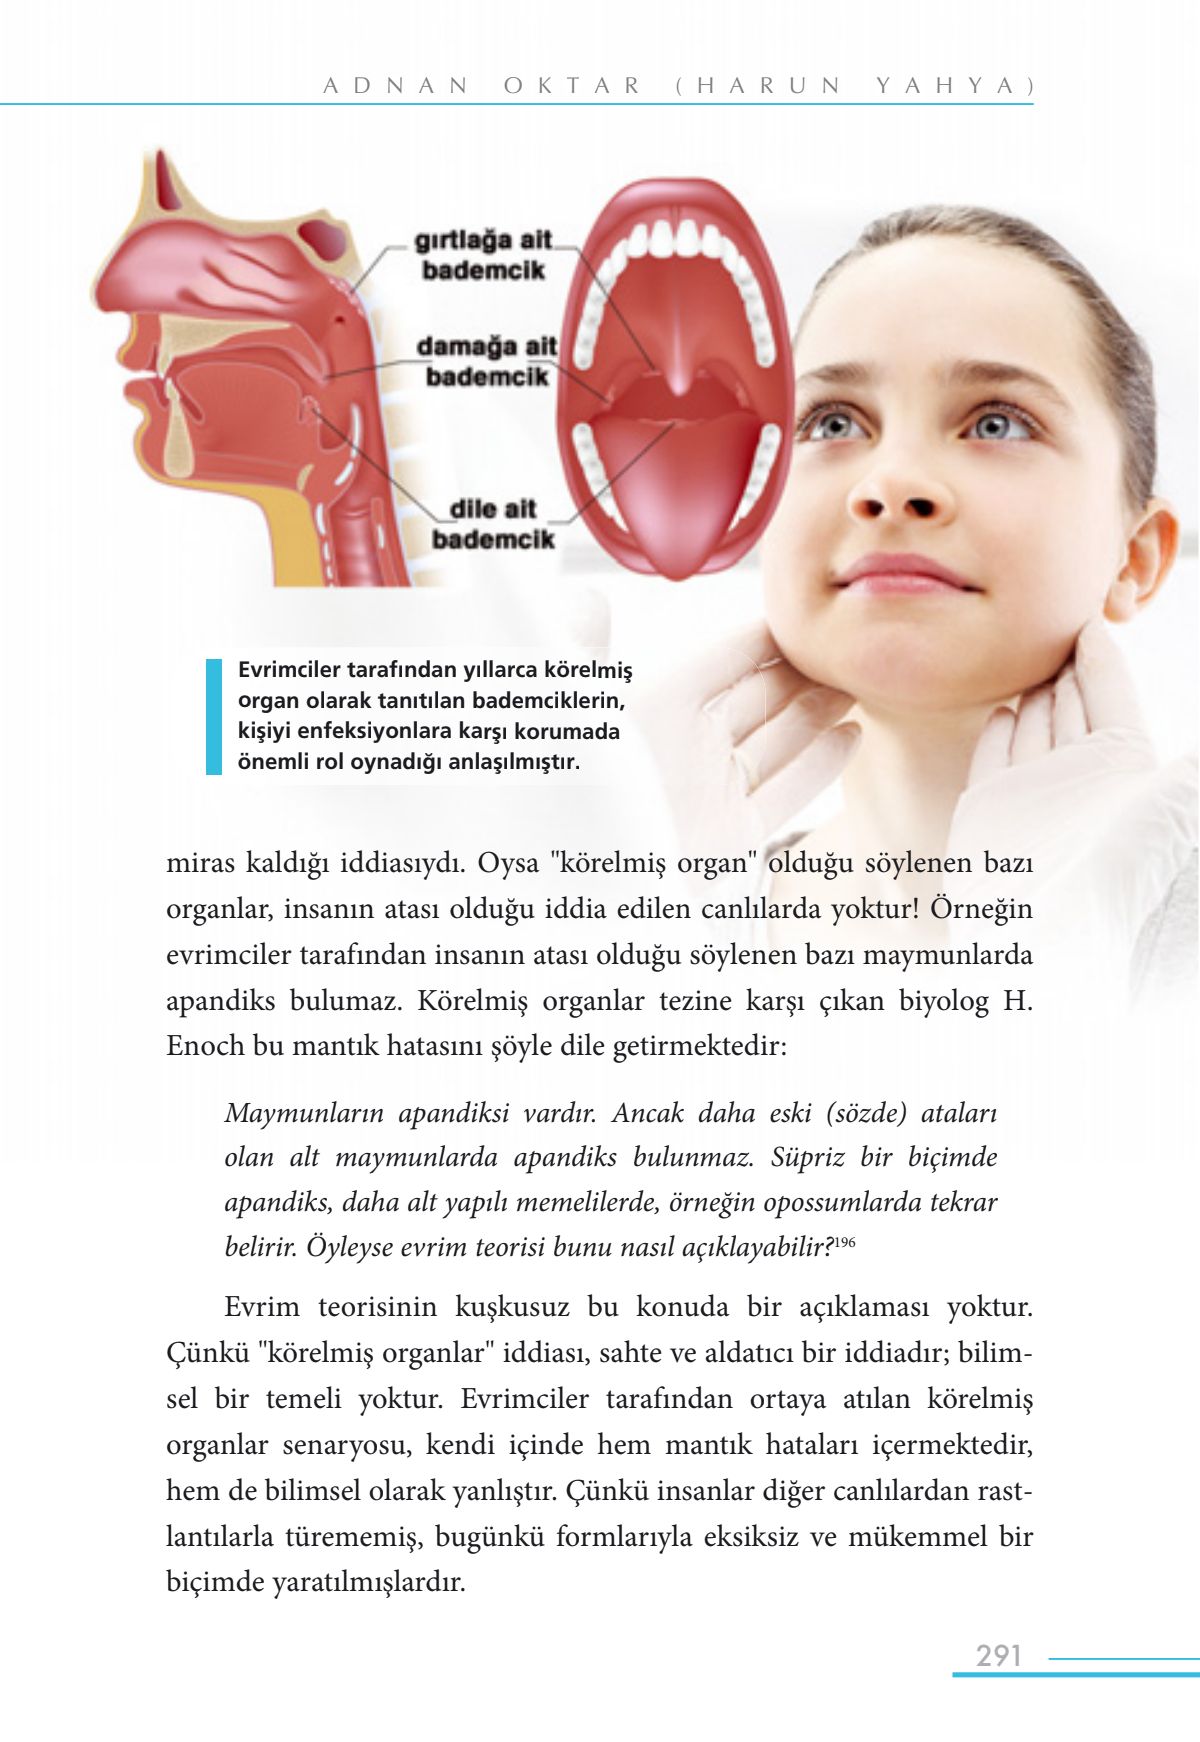 ADNAN OKTAR (HARUN YAHYA)
gırtlağa ait
bademcik
damağa ait
bademcik
dile ait
bademcik
Evrimciler tarafından yıllarca körelmiş
organ olarak tanıtılan bademciklerin,
kişiyi enfeksiyonlara karşı korumada
önemli rol oynadığı anlaşılmıştır.
miras kaldığı iddiasıydı. Oysa "körelmiş organ" olduğu söylenen bazı
organlar, insanın atası olduğu iddia edilen canlılarda yoktur! Örneğin
evrimciler tarafından insanın atası olduğu söylenen bazı maymunlarda
apandiks bulumaz. Körelmiş organlar tezine karşı çıkan biyolog H.
Enoch bu mantık hatasını şöyle dile getirmektedir:
Maymunların apandiksi vardır. Ancak daha eski (sözde) ataları
olan alt maymunlarda apandiks bulunmaz. Süpriz bir biçimde
apandiks, daha alt yapılı memelilerde, örneğin opossumlarda tekrar
belirir. Öyleyse evrim teorisi bunu nasıl açıklayabilir?196
Evrim teorisinin kuşkusuz bu konuda bir açıklaması yoktur.
Çünkü "körelmiş organlar" iddiası, sahte ve aldatıcı bir iddiadır; bilim-
sel bir temeli yoktur. Evrimciler tarafından ortaya atılan körelmiş
organlar senaryosu, kendi içinde hem mantık hataları içermektedir,
hem de bilimsel olarak yanlıştır. Çünkü insanlar diğer canlılardan rast-
lantılarla türememiş, bugünkü formlarıyla eksiksiz ve mükemmel bir
biçimde yaratılmışlardır.
291